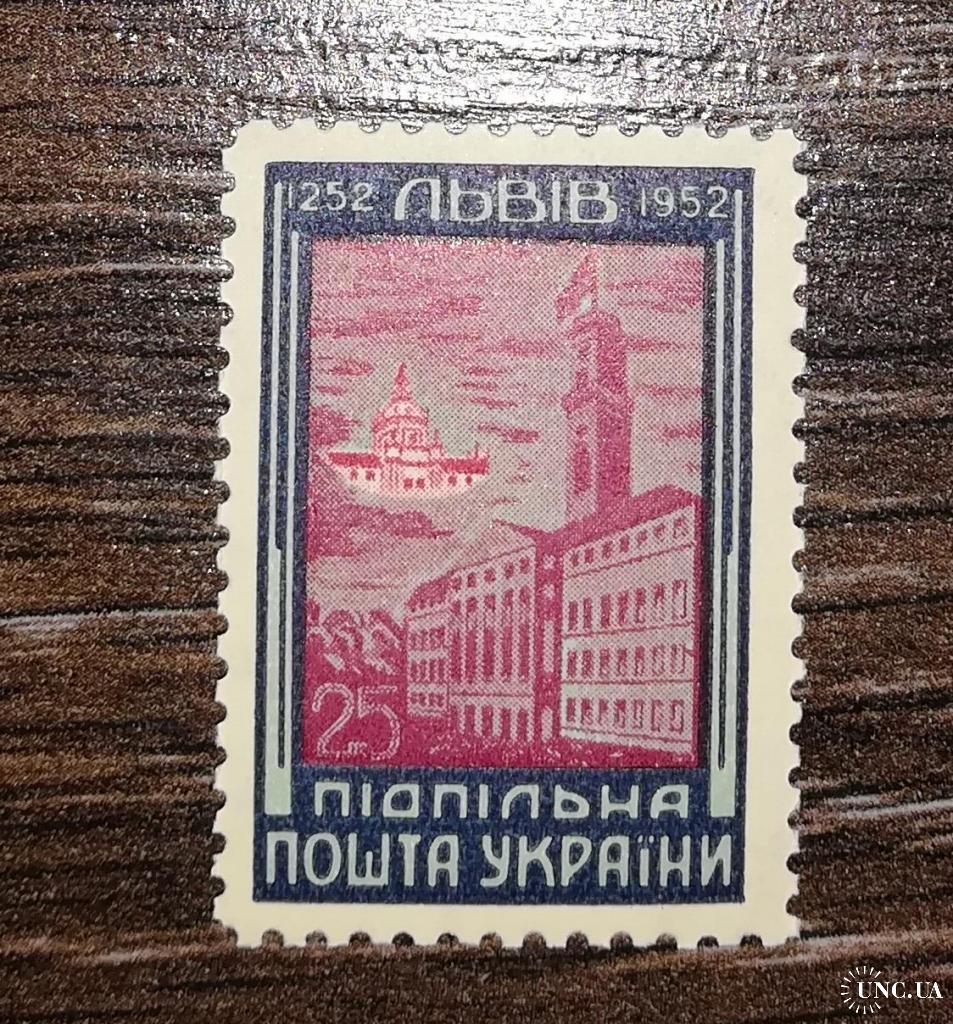 1252 ЛЬВІВ 1952
25
ПІДПІЛЬНА
ПОШТА УКРАЇНИ
UNC.UA